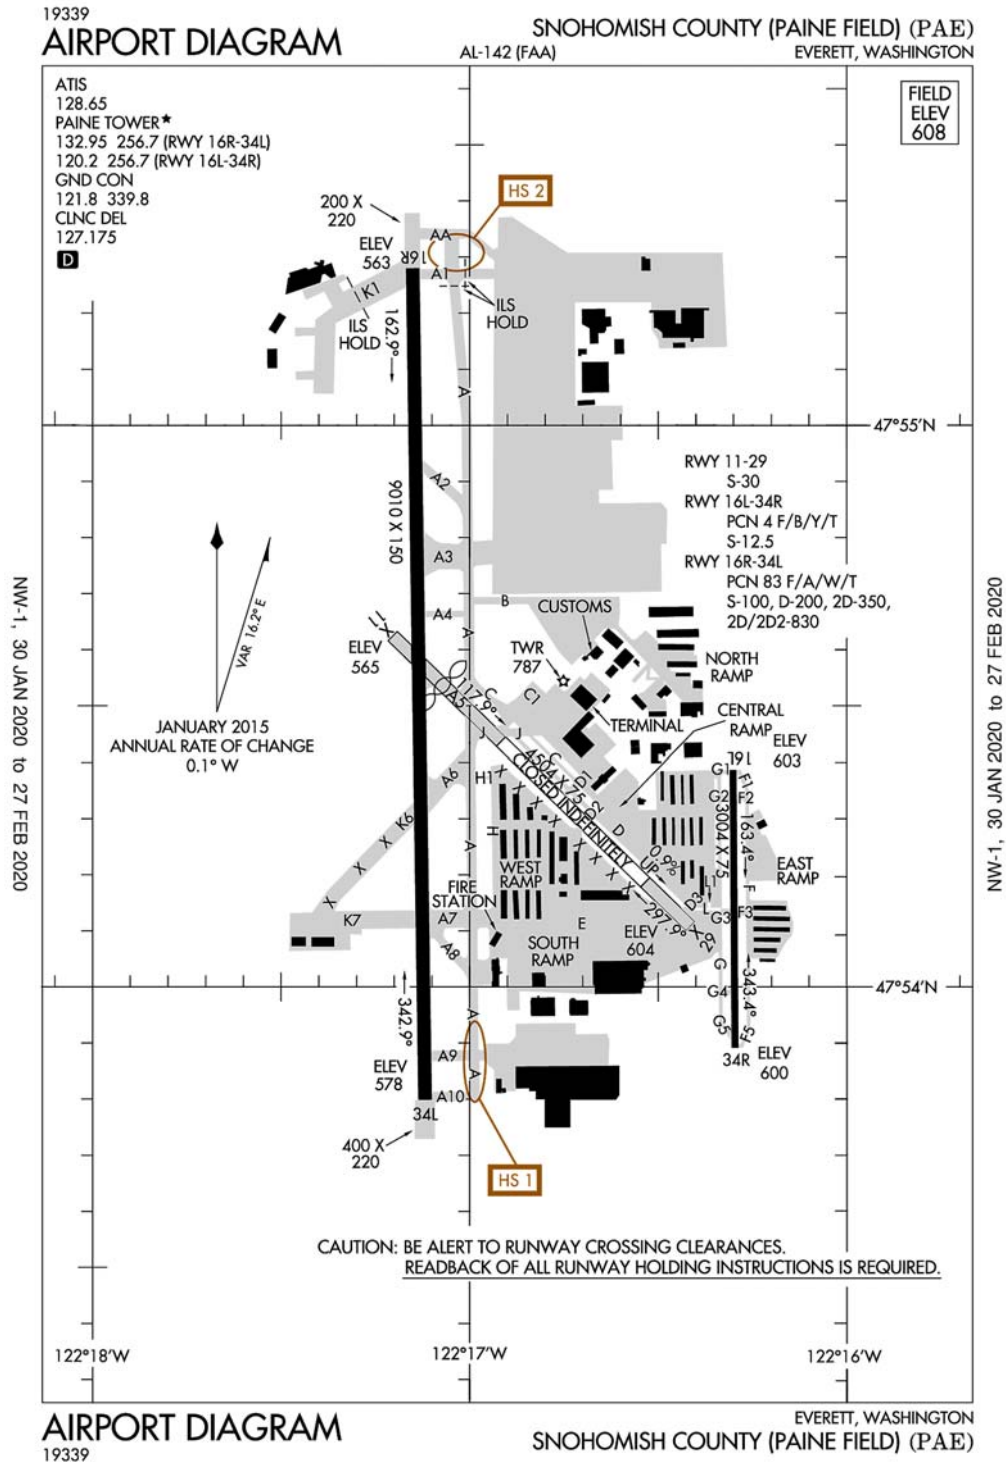 19339
AIRPORT DIAGRAM
AL-142 (FAA)
SNOHOMISH COUNTY (PAINE FIELD) (PAE)
EVERETT, WASHINGTON
ATIS
128.65
PAINE TOWER★
132.95 256.7 (RWY 16R-34L)
120.2 256.7 (RWY 16L-34R)
GND CON
121.8 339.8
CLNC DEL
127.175
D
FIELD
ELEV
608
HS 2
200 X
220
AA
ELEV
563
16R
A1
K1
ILS
HOLD
ILS
HOLD
162.9°
A
47°55'N
RWY 11-29
S-30
RWY 16L-34R
PCN 4 F/B/Y/T
S-12.5
RWY 16R-34L
PCN 83 F/A/W/T
S-100, D-200, 2D-350,
2D/2D2-830
A2
9010 X 150
A3
A4
B
CUSTOMS
A
11
X
ELEV
565
TWR
787
NORTH
RAMP
VAR 16.2° E
JANUARY 2015
ANNUAL RATE OF CHANGE
0.1° W
A5
117.9°
C
C1
TERMINAL
CENTRAL
RAMP
J
J
C
4504 X 75
CLOSED INDEFINITELY
D1
D2
D
ELEV
603
19L
G1
F1
G2
F2
3004 X 75
163.4°
A6
H1
H
K6
X
X
X
A
X
X
X
X
X
X
X
X
X
0.9%
UP
WEST
RAMP
FIRE
STATION
EAST
RAMP
L1
L
D3
F
F3
G3
297.9°
X
29
K7
A7
A8
E
SOUTH
RAMP
ELEV
604
G
G4
343.4°
G5
F5
47°54'N
342.9°
A
A9
A
ELEV
578
A10
34L
34R
ELEV
600
400 X
220
HS 1
CAUTION: BE ALERT TO RUNWAY CROSSING CLEARANCES.
READBACK OF ALL RUNWAY HOLDING INSTRUCTIONS IS REQUIRED.
122°18'W
122°17'W
122°16'W
NW-1, 30 JAN 2020 to 27 FEB 2020
NW-1, 30 JAN 2020 to 27 FEB 2020
AIRPORT DIAGRAM
19339
EVERETT, WASHINGTON
SNOHOMISH COUNTY (PAINE FIELD) (PAE)